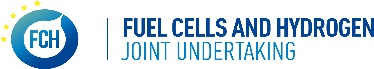 FCH
FUEL CELLS AND HYDROGEN
JOINT UNDERTAKING